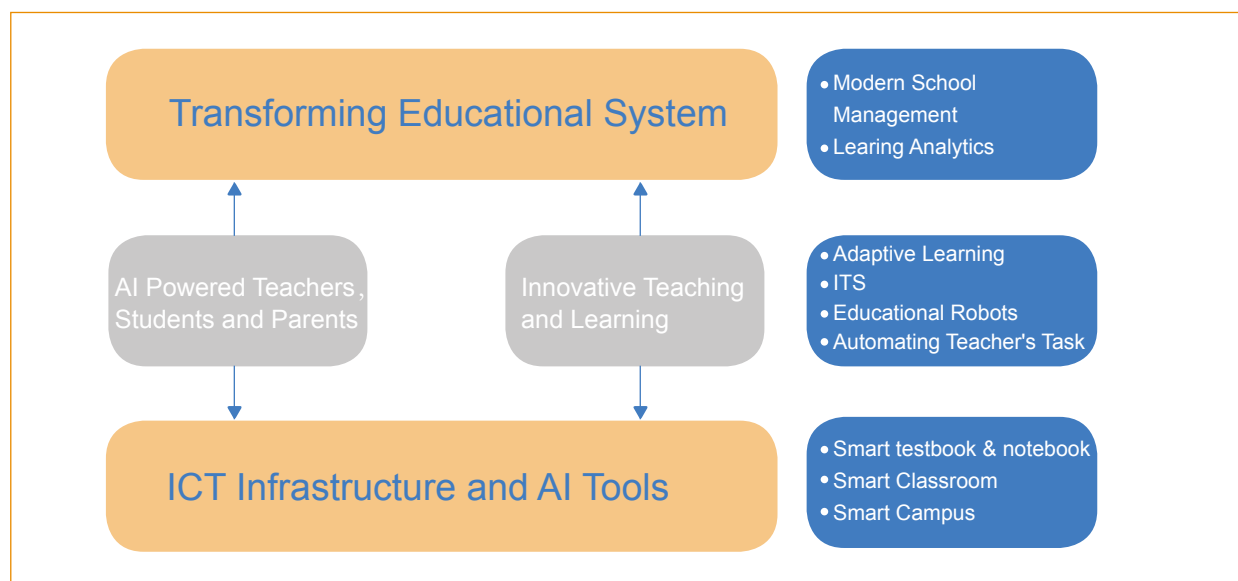 Transforming Educational System
• Modern School
Management
• Learing Analytics
AI Powered Teachers,
Students and Parents
Innovative Teaching
and Learning
• Adaptive Learning
• ITS
• Educational Robots
• Automating Teacher's Task
ICT Infrastructure and AI Tools
• Smart testbook & notebook
• Smart Classroom
• Smart Campus